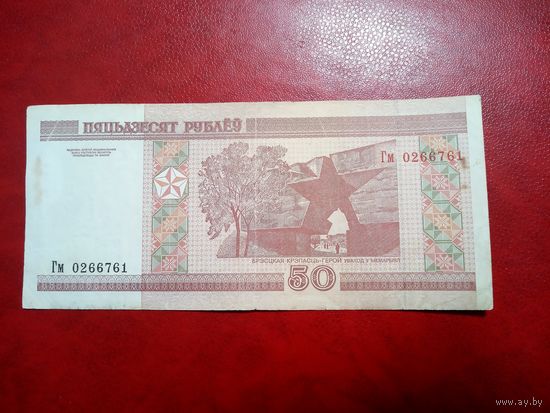 ПЯЦЬДЗЕСЯТ РУБЛЁЎ
Гм 0266761
Гм 0266761
БРЭСЦКАЯ КРЭПАСЦЬ-ГЕРОЙ УВАХОД У МЕМАРЫЯЛ
50
www.ay.by